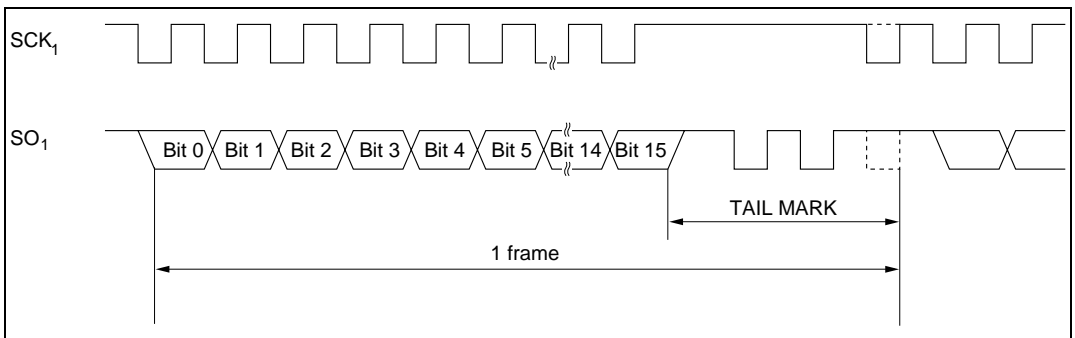 SCK1
SO1
Bit 0 Bit 1 Bit 2 Bit 3 Bit 4 Bit 5 Bit 14 Bit 15
TAIL MARK
1 frame